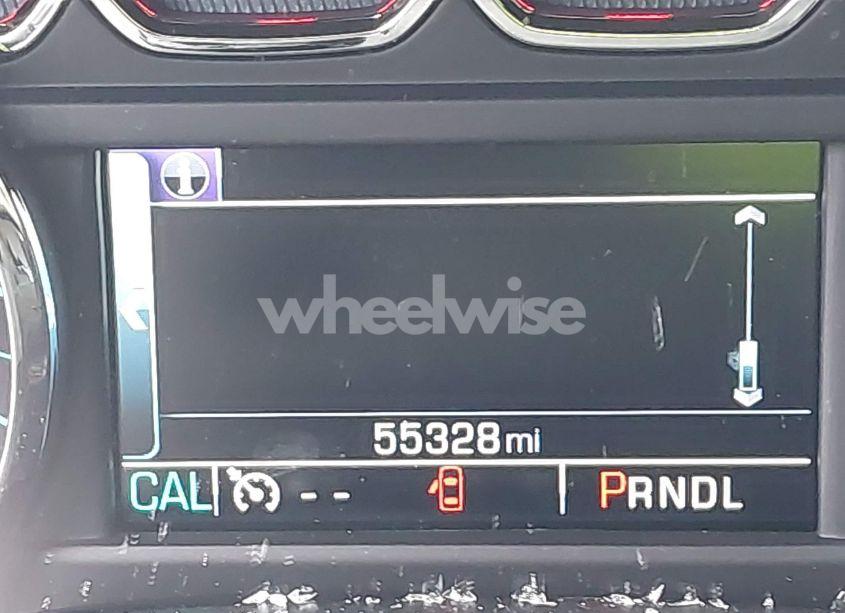 wheelwise
55328 mi
CAL -- PRNDL